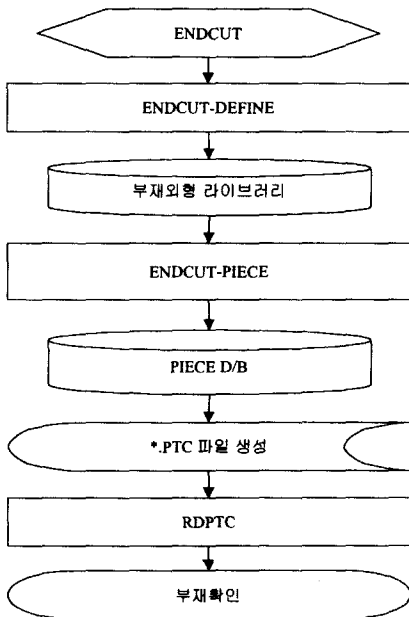 ENDCUT
ENDCUT-DEFINE
부재외형 라이브러리
ENDCUT-PIECE
PIECE D/B
*.PTC 파일 생성
RDPTC
부재확인